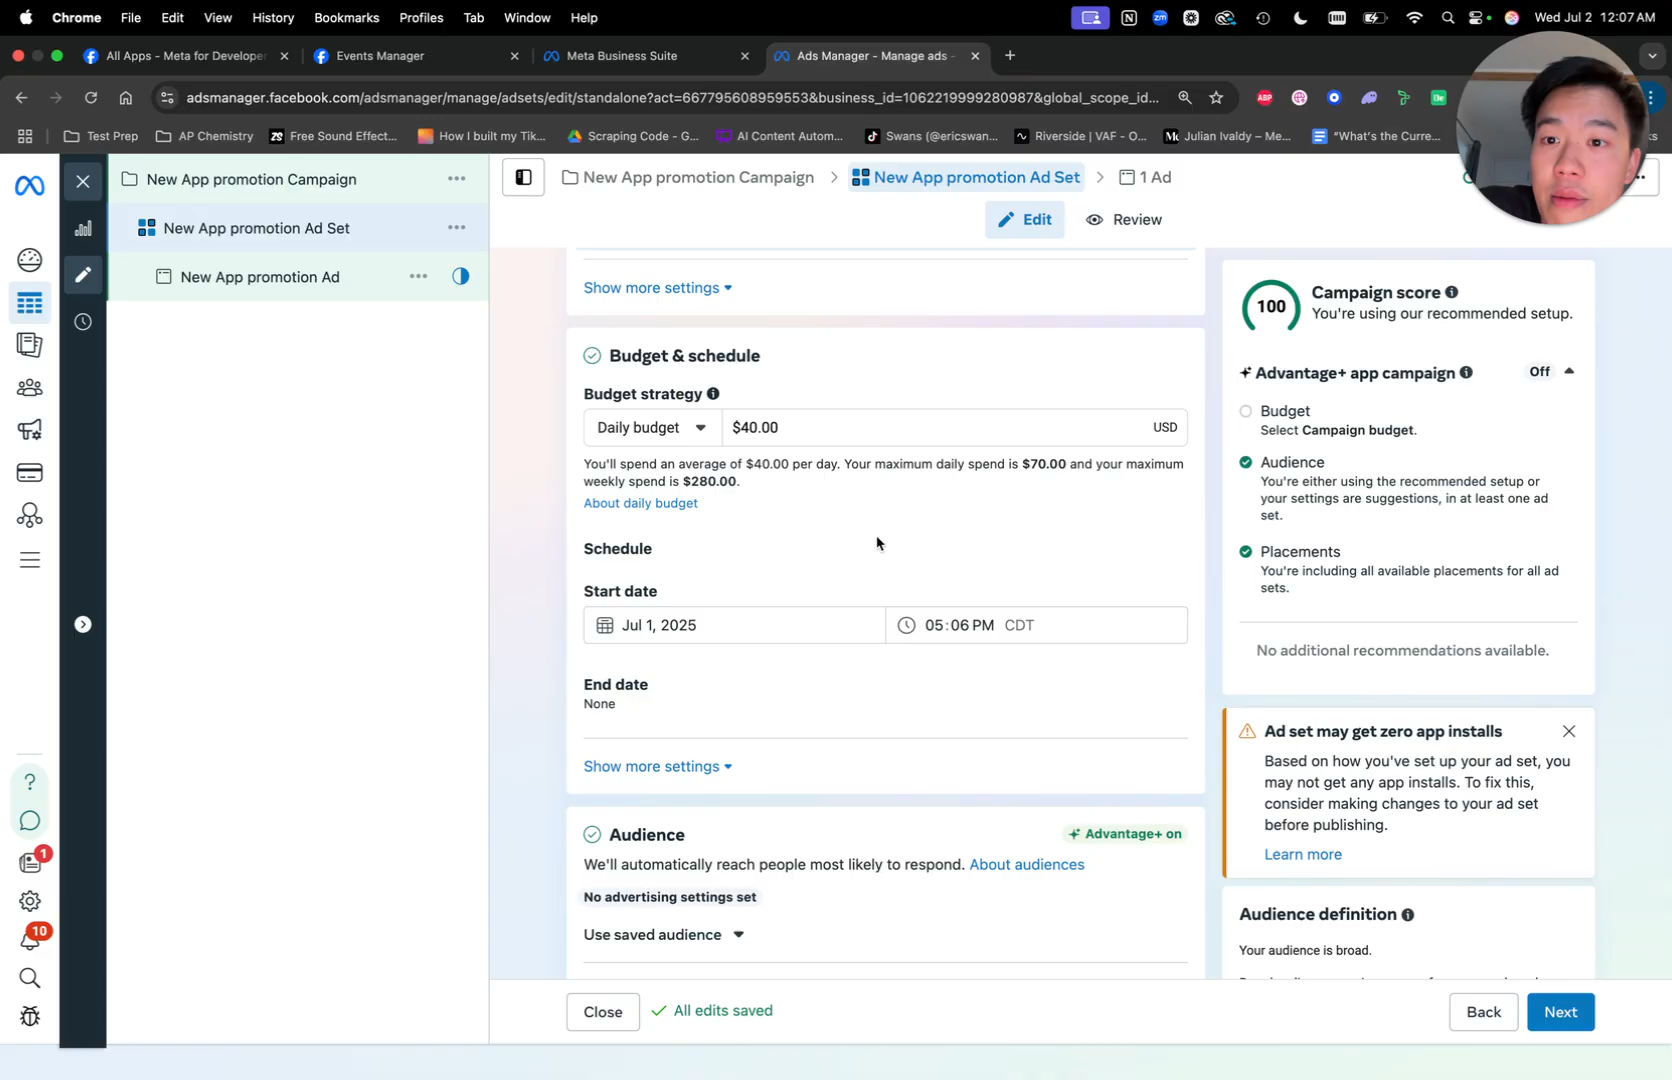 Chrome File Edit View History Bookmarks Profiles Tab Window Help Wed Jul 2 12:07 AM
All Apps - Meta for Developer Events Manager Meta Business Suite Ads Manager - Manage ads -
adsmanager.facebook.com/adsmanager/manage/adsets/edit/standalone?act=667795608959553&business_id=1062219999280987&global_scope_id...
Test Prep AP Chemistry Free Sound Effect... How I built my Tik... Scraping Code - G... AI Content Autom... Swans (@ericswan... Riverside | VAF - O... Julian Ivaldy – Me... "What's the Curre...
New App promotion Campaign
New App promotion Ad Set
New App promotion Ad
New App promotion Campaign > New App promotion Ad Set > 1 Ad
Edit Review
Show more settings
Budget & schedule
Budget strategy
Daily budget $40.00 USD
You'll spend an average of $40.00 per day. Your maximum daily spend is $70.00 and your maximum
weekly spend is $280.00.
About daily budget
Schedule
Start date
Jul 1, 2025 05:06 PM CDT
End date
None
Show more settings
Audience Advantage+ on
We'll automatically reach people most likely to respond. About audiences
No advertising settings set
Use saved audience
100
Campaign score
You're using our recommended setup.
Advantage+ app campaign Off
Budget
Select Campaign budget.
Audience
You're either using the recommended setup or
your settings are suggestions, in at least one ad
set.
Placements
You're including all available placements for all ad
sets.
No additional recommendations available.
Ad set may get zero app installs
Based on how you've set up your ad set, you
may not get any app installs. To fix this,
consider making changes to your ad set
before publishing.
Learn more
Audience definition
Your audience is broad.
1
10
Close All edits saved Back Next